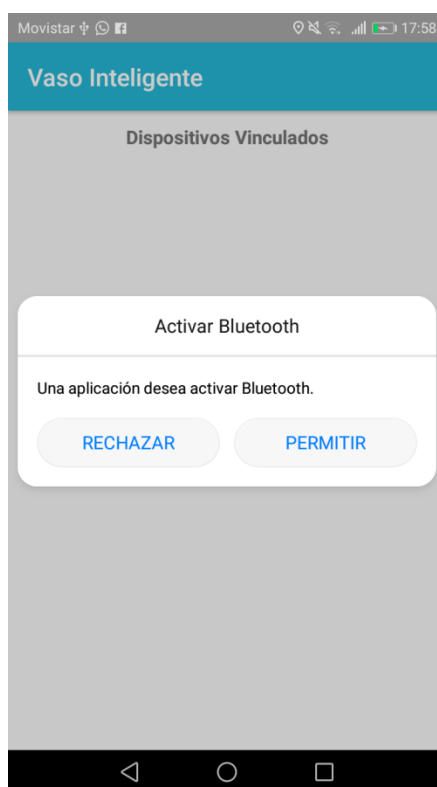 Movistar 17:58
Vaso Inteligente
Dispositivos Vinculados
Activar Bluetooth
Una aplicación desea activar Bluetooth.
RECHAZAR PERMITIR